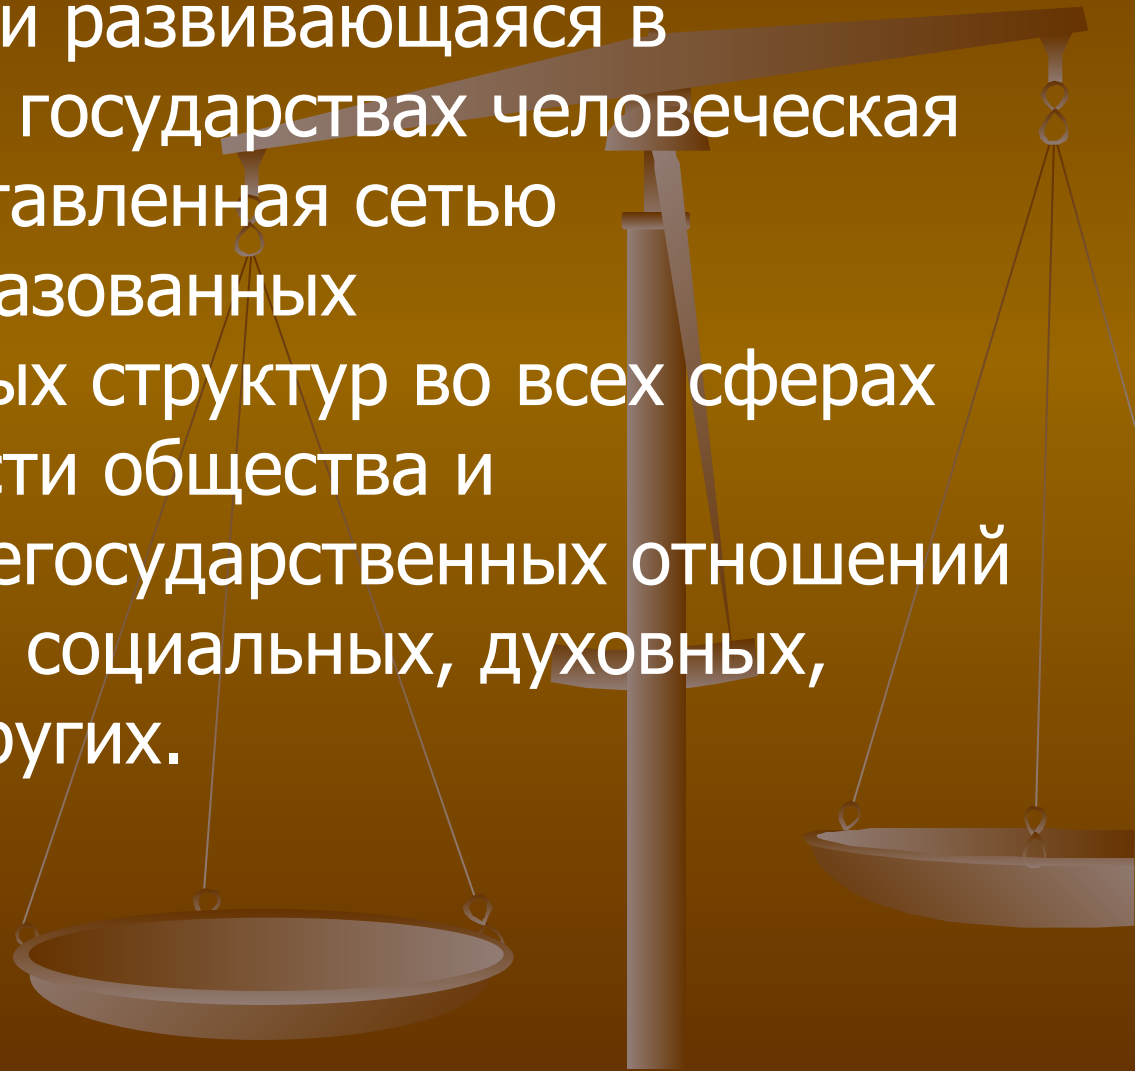 и развивающаяся в
государствах человеческая
тавленная сетью
азованных
ых структур во всех сферах
сти общества и
егосударственных отношений
социальных, духовных,
ругих.